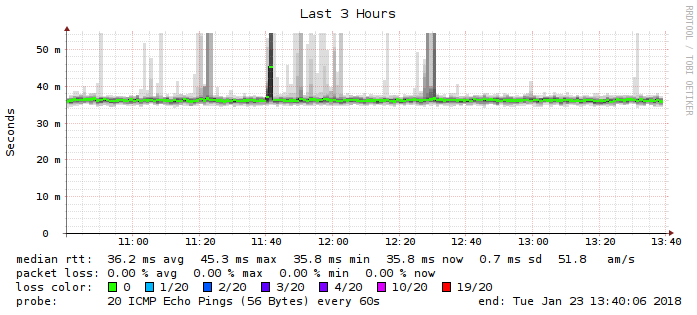 Last 3 Hours
RRDTOOL / TOBI OETIKER
Seconds
50 m
40 m
30 m
20 m
10 m
0
11:00 11:20 11:40 12:00 12:20 12:40 13:00 13:20 13:40
median rtt: 36.2 ms avg 45.3 ms max 35.8 ms min 35.8 ms now 0.7 ms sd 51.8 am/s
packet loss: 0.00 % avg 0.00 % max 0.00 % min 0.00 % now
loss color: 0 1/20 2/20 3/20 4/20 10/20 19/20
probe: 20 ICMP Echo Pings (56 Bytes) every 60s end: Tue Jan 23 13:40:06 2018